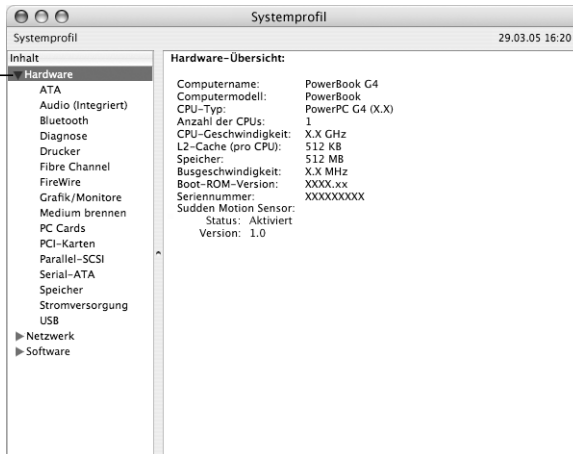 Systemprofil
Systemprofil 29.03.05 16:20
Inhalt
Hardware
ATA
Audio (Integriert)
Bluetooth
Diagnose
Drucker
Fibre Channel
FireWire
Grafik/Monitore
Medium brennen
PC Cards
PCI-Karten
Parallel-SCSI
Serial-ATA
Speicher
Stromversorgung
USB
Netzwerk
Software
Hardware-Übersicht:
Computername: PowerBook G4
Computermodell: PowerBook
CPU-Typ: PowerPC G4 (X.X)
Anzahl der CPUs: 1
CPU-Geschwindigkeit: X.X GHz
L2-Cache (pro CPU): 512 KB
Speicher: 512 MB
Busgeschwindigkeit: X.X MHz
Boot-ROM-Version: XXXX.xx
Seriennummer: XXXXXXXXX
Sudden Motion Sensor:
Status: Aktiviert
Version: 1.0